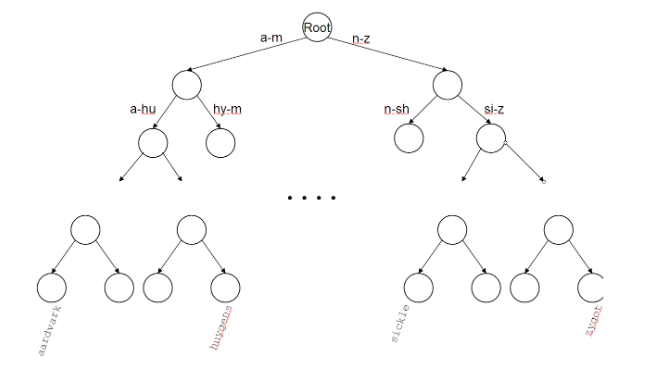 Root
a-m
n-z
a-hu
hy-m
n-sh
si-z
aardvark
huygens
sickle
zygot